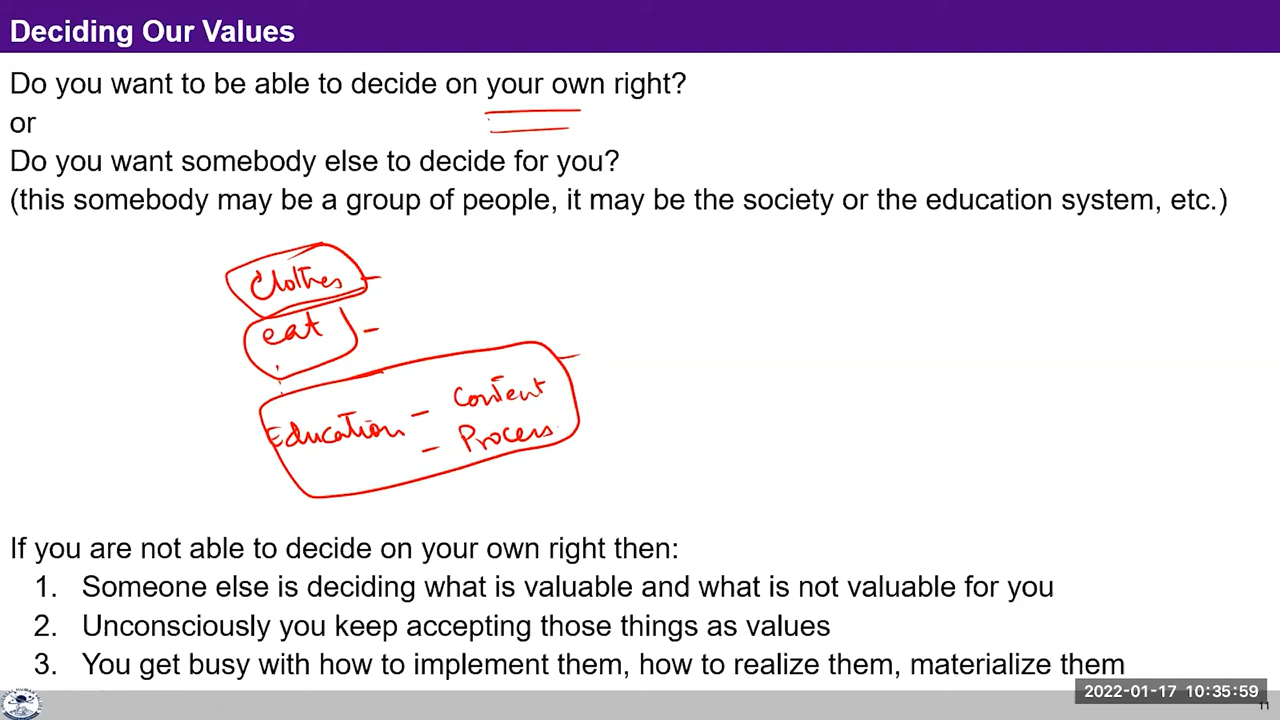 Deciding Our Values
Do you want to be able to decide on your own right?
or
Do you want somebody else to decide for you?
(this somebody may be a group of people, it may be the society or the education system, etc.)
Clothes -
eat -
Education - Content
- Process
If you are not able to decide on your own right then:
1. Someone else is deciding what is valuable and what is not valuable for you
2. Unconsciously you keep accepting those things as values
3. You get busy with how to implement them, how to realize them, materialize them
2022-01-17 10:35:59
11